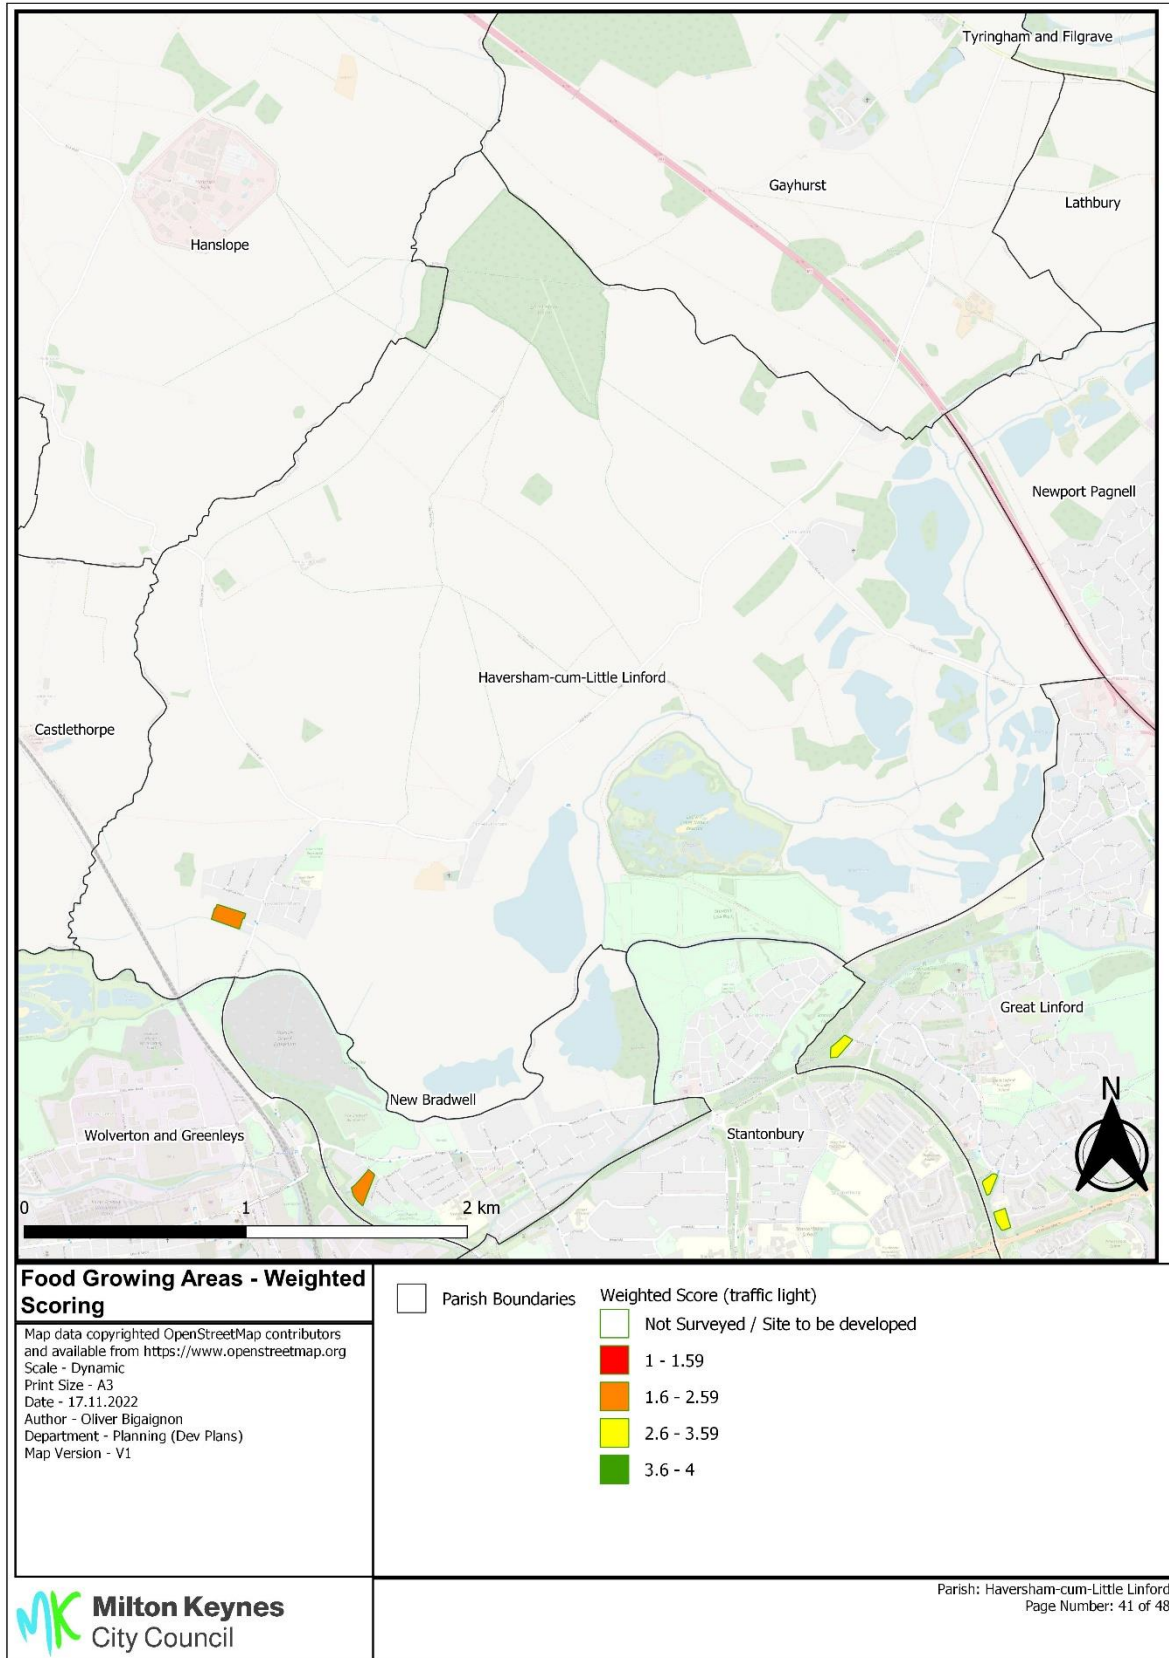 Tyringham and Filgrave
Gayhurst
Lathbury
Hanslope
Newport Pagnell
Haversham-cum-Little Linford
Castlethorpe
Great Linford
New Bradwell
Stantonbury
Wolverton and Greenleys
N
0 1 2 km
Food Growing Areas - Weighted
Scoring
Map data copyrighted OpenStreetMap contributors
and available from https://www.openstreetmap.org
Scale - Dynamic
Print Size - A3
Date - 17.11.2022
Author - Oliver Bigaignon
Department - Planning (Dev Plans)
Map Version - V1
Parish Boundaries
Weighted Score (traffic light)
Not Surveyed / Site to be developed
1 - 1.59
1.6 - 2.59
2.6 - 3.59
3.6 - 4
MK Milton Keynes
City Council
Parish: Haversham-cum-Little Linford
Page Number: 41 of 48